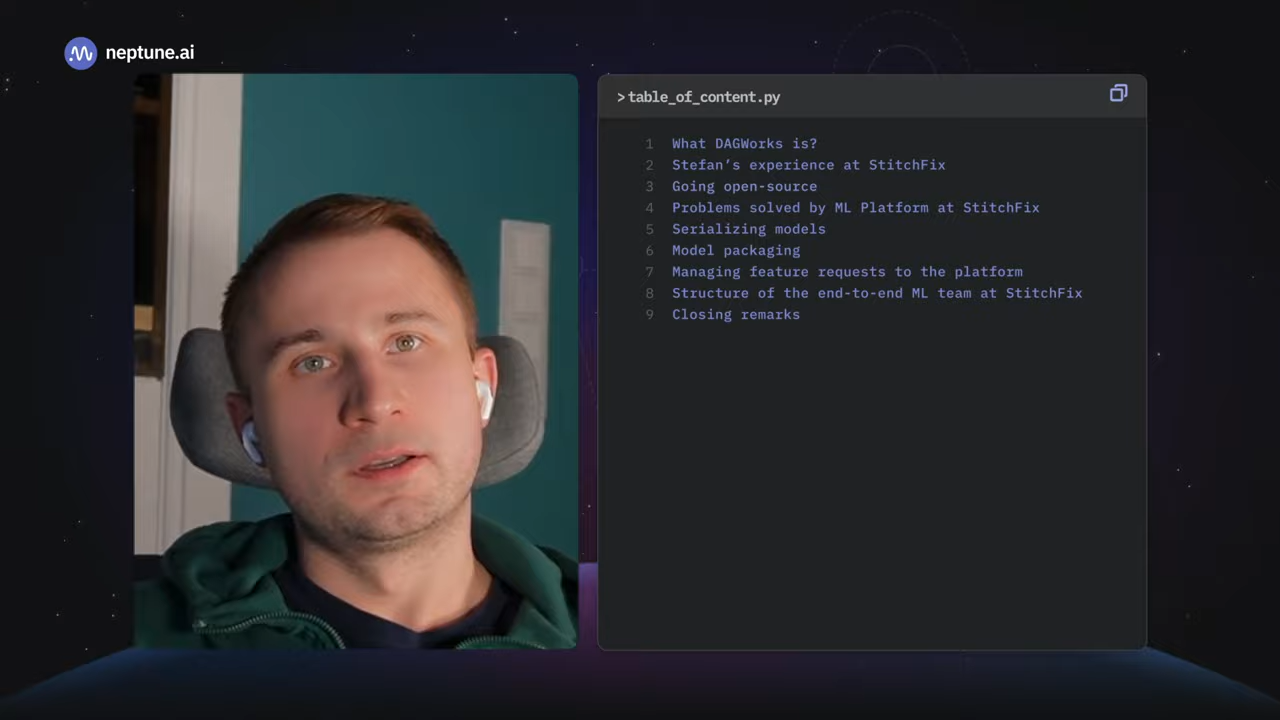 neptune.ai
>table_of_content.py
1 What DAGWorks is?
2 Stefan’s experience at StitchFix
3 Going open-source
4 Problems solved by ML Platform at StitchFix
5 Serializing models
6 Model packaging
7 Managing feature requests to the platform
8 Structure of the end-to-end ML team at StitchFix
9 Closing remarks